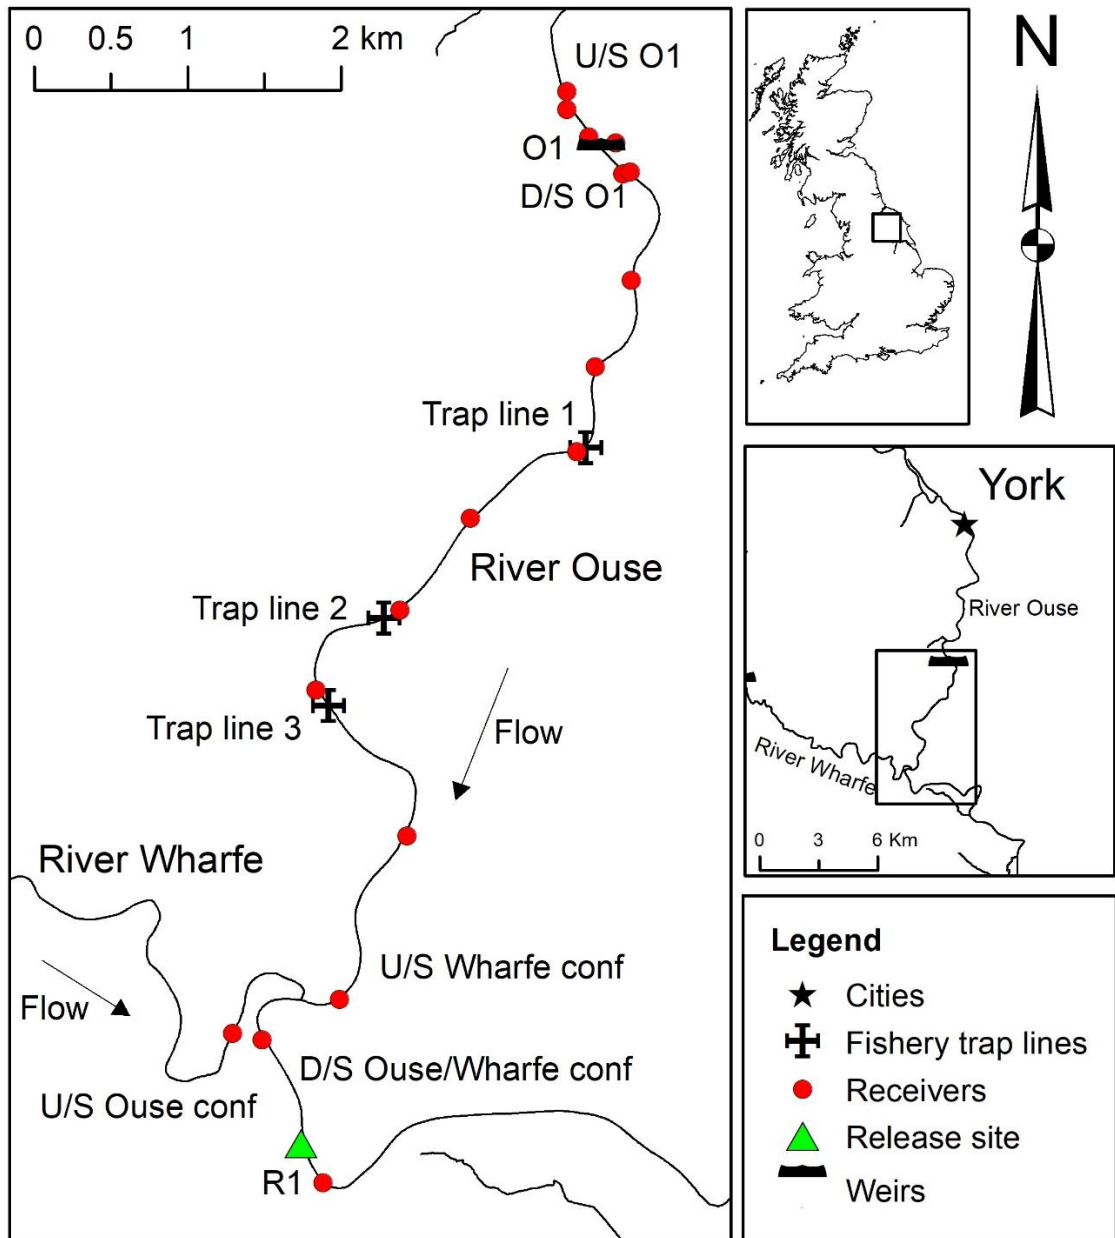 0 0.5 1 2 km
U/S O1
O1
D/S O1
Trap line 1
River Ouse
Trap line 2
Trap line 3
Flow
River Wharfe
U/S Wharfe conf
Flow
D/S Ouse/Wharfe conf
U/S Ouse conf
R1
N
York
River Ouse
River Wharfe
0 3 6 Km
Legend
Cities
Fishery trap lines
Receivers
Release site
Weirs